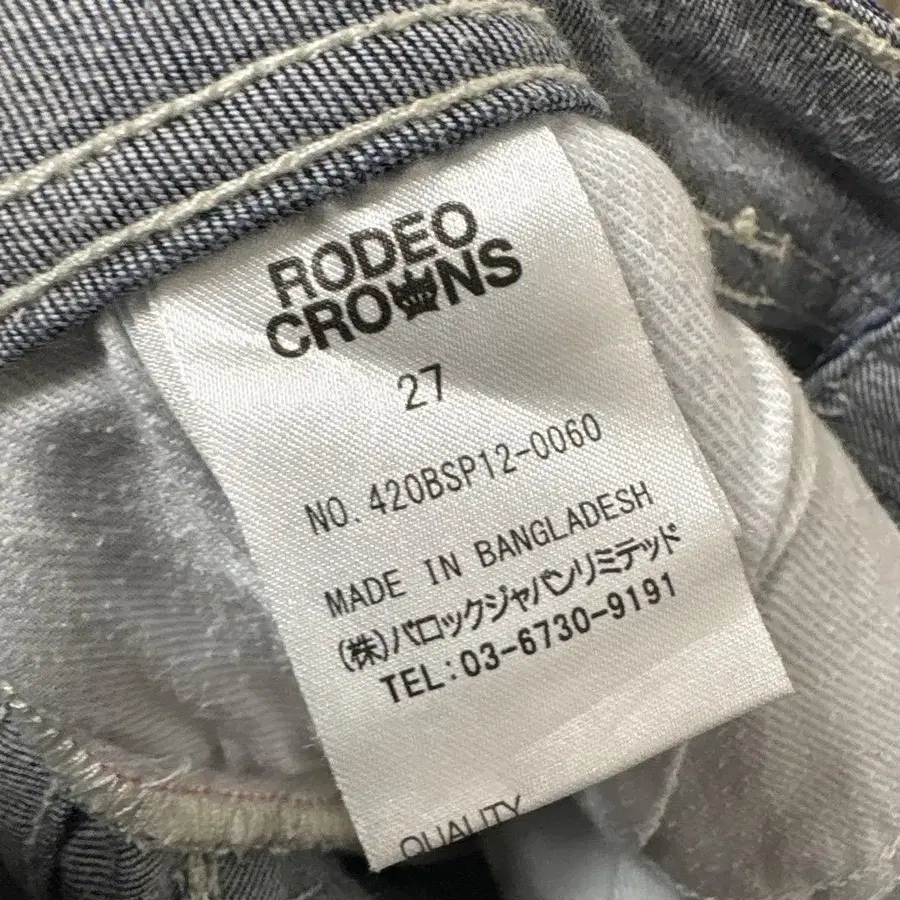 RODEO
CROWNS
27
NO. 420BSP12-0060
MADE IN BANGLADESH
(株)バロックジャパンリミテッド
TEL:03-6730-9191
QUALITY